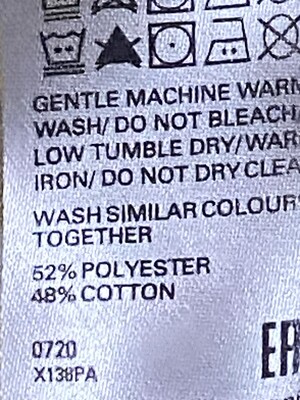 GENTLE MACHINE WARM
WASH/ DO NOT BLEACH/
LOW TUMBLE DRY/WAR
IRON/ DO NOT DRY CLEA
WASH SIMILAR COLOUR
TOGETHER
52% POLYESTER
48% COTTON
0720
X138PA
EAC